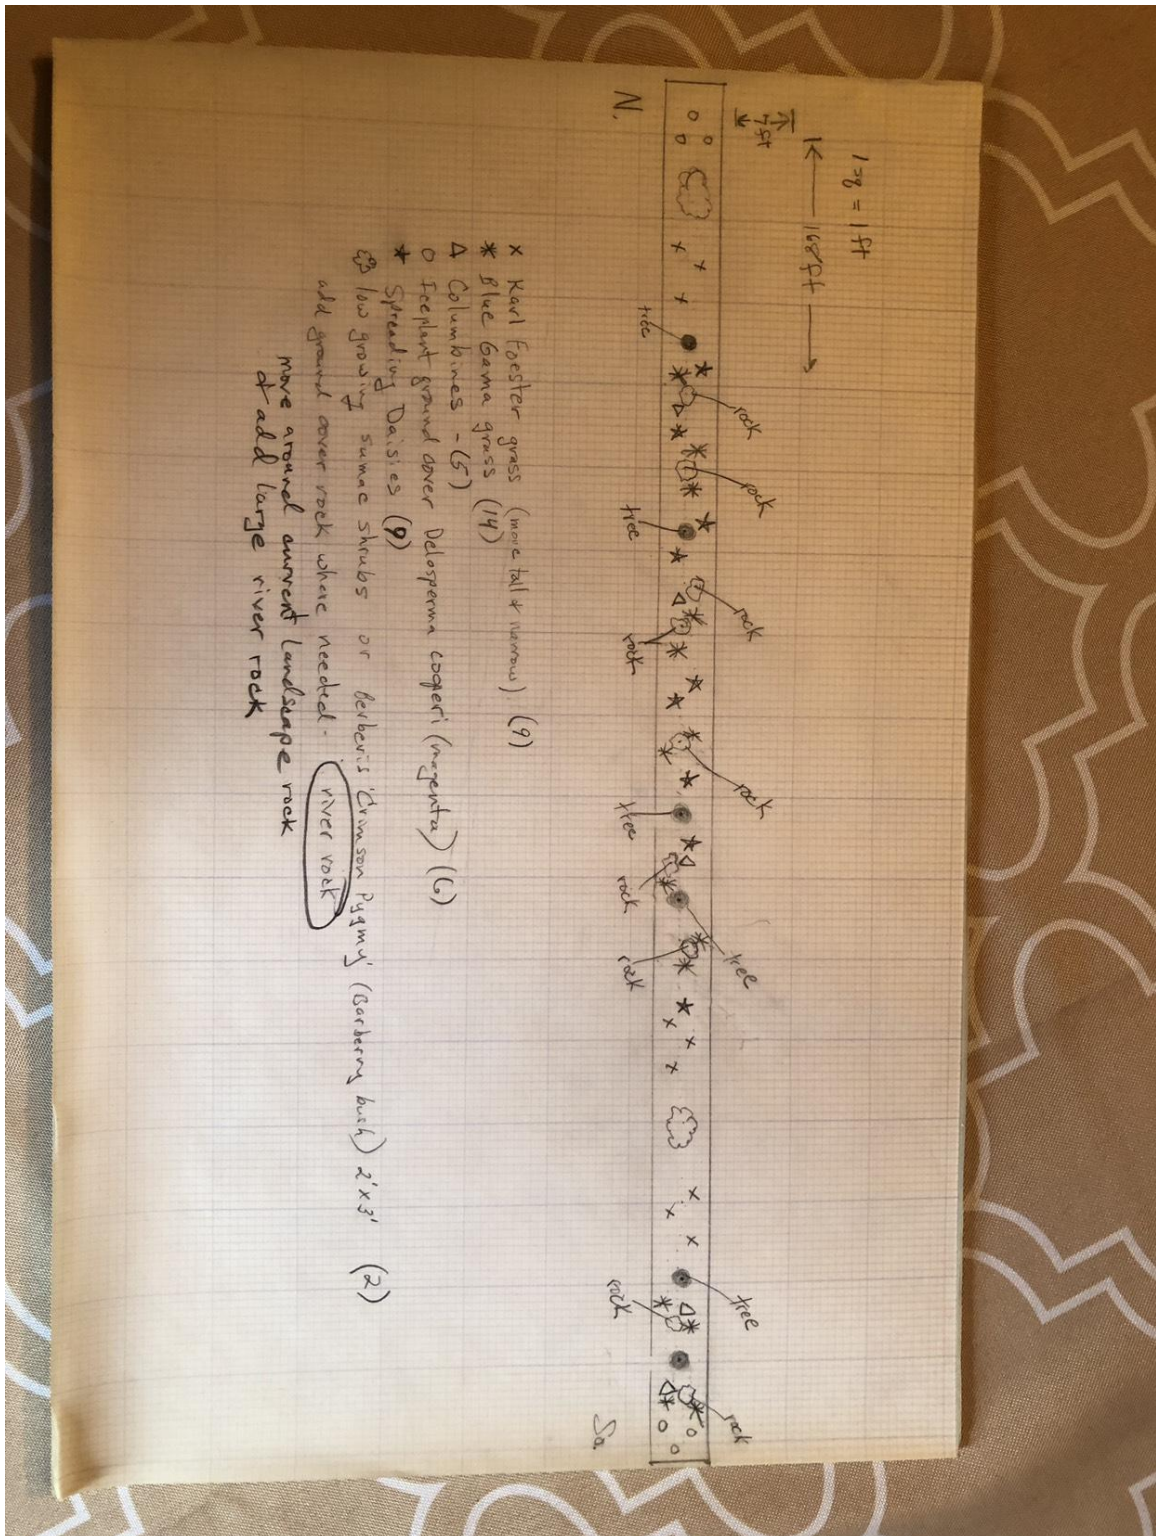 1 sq = 1 ft
168 ft
7 ft
N.
rock
rock
rock
rock
tree
tree
rock
tree
tree
rock
tree
rock
rock
rock
So.
x Karl Foester grass (more tall & narrow) (9)
* Blue Gama grass (14)
Δ Columbines - (5)
o Iceplant ground cover Delosperma cooperi (magenta) (6)
★ Spreading Daisies (9)
low growing sumac shrubs or Berberis 'Crimson Pygmy' (Barberry bush) 2'x3' (2)
add ground cover rock where needed - river rock
move around current landscape rock
& add large river rock